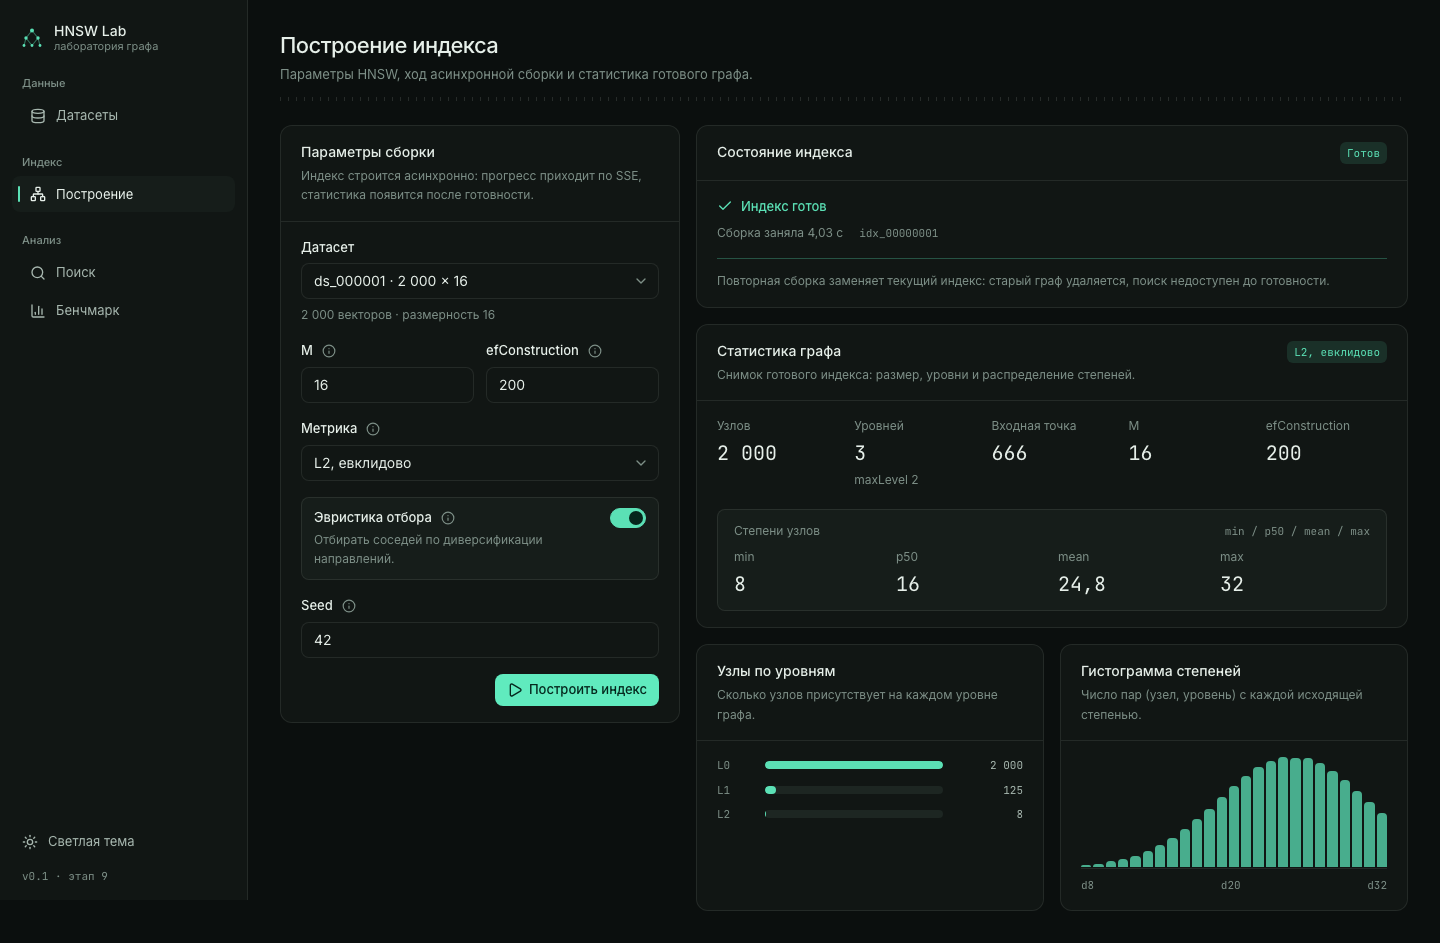 HNSW Lab
лаборатория графа
Данные
Датасеты
Индекс
Построение
Анализ
Поиск
Бенчмарк
Светлая тема
v0.1 · этап 9
Построение индекса
Параметры HNSW, ход асинхронной сборки и статистика готового графа.
Параметры сборки
Индекс строится асинхронно: прогресс приходит по SSE,
статистика появится после готовности.
Датасет
ds_000001 · 2 000 × 16
2 000 векторов · размерность 16
M
efConstruction
16
200
Метрика
L2, евклидово
Эвристика отбора
Отбирать соседей по диверсификации
направлений.
Seed
42
Построить индекс
Состояние индекса
Готов
Индекс готов
Сборка заняла 4,03 с idx_00000001
Повторная сборка заменяет текущий индекс: старый граф удаляется, поиск недоступен до готовности.
Статистика графа
L2, евклидово
Снимок готового индекса: размер, уровни и распределение степеней.
Узлов
Уровней
Входная точка
M
efConstruction
2 000
3
666
16
200
maxLevel 2
Степени узлов
min / p50 / mean / max
min
p50
mean
max
8
16
24,8
32
Узлы по уровням
Сколько узлов присутствует на каждом уровне
графа.
L0 2 000
L1 125
L2 8
Гистограмма степеней
Число пар (узел, уровень) с каждой исходящей
степенью.
d8
d20
d32